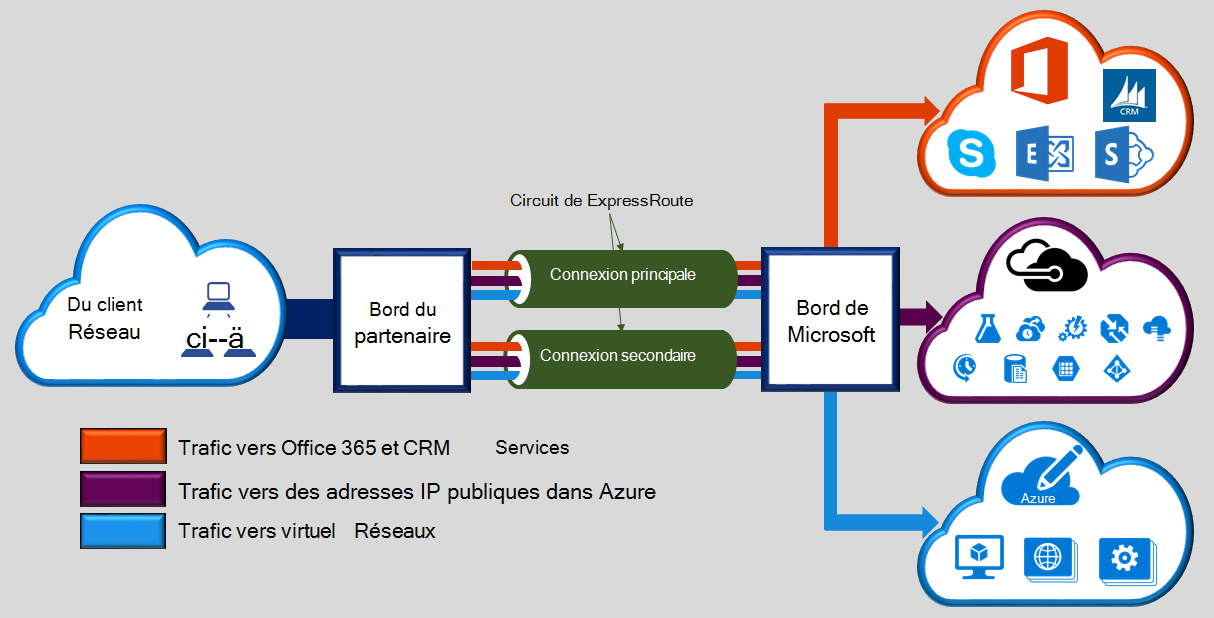 CRM
S
E
S
Circuit de ExpressRoute
Du client
Réseau
ci--ä
Bord du
partenaire
Connexion principale
Connexion secondaire
Bord de
Microsoft
Azure
Trafic vers Office 365 et CRM Services
Trafic vers des adresses IP publiques dans Azure
Trafic vers virtuel Réseaux